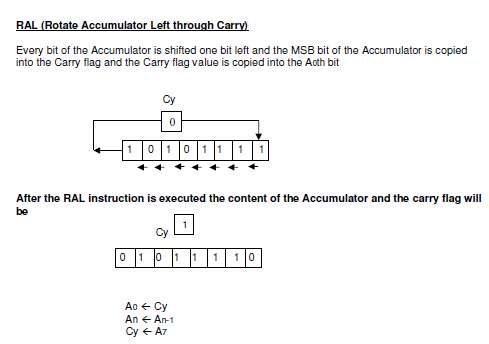 RAL (Rotate Accumulator Left through Carry)
Every bit of the Accumulator is shifted one bit left and the MSB bit of the Accumulator is copied
into the Carry flag and the Carry flag value is copied into the Aoth bit
Cy
0
1 0 1 0 1 1 1 1
After the RAL instruction is executed the content of the Accumulator and the carry flag will
be
1
Cy
0 1 0 1 1 1 1 0
A0 ← Cy
An ← An-1
Cy ← A7